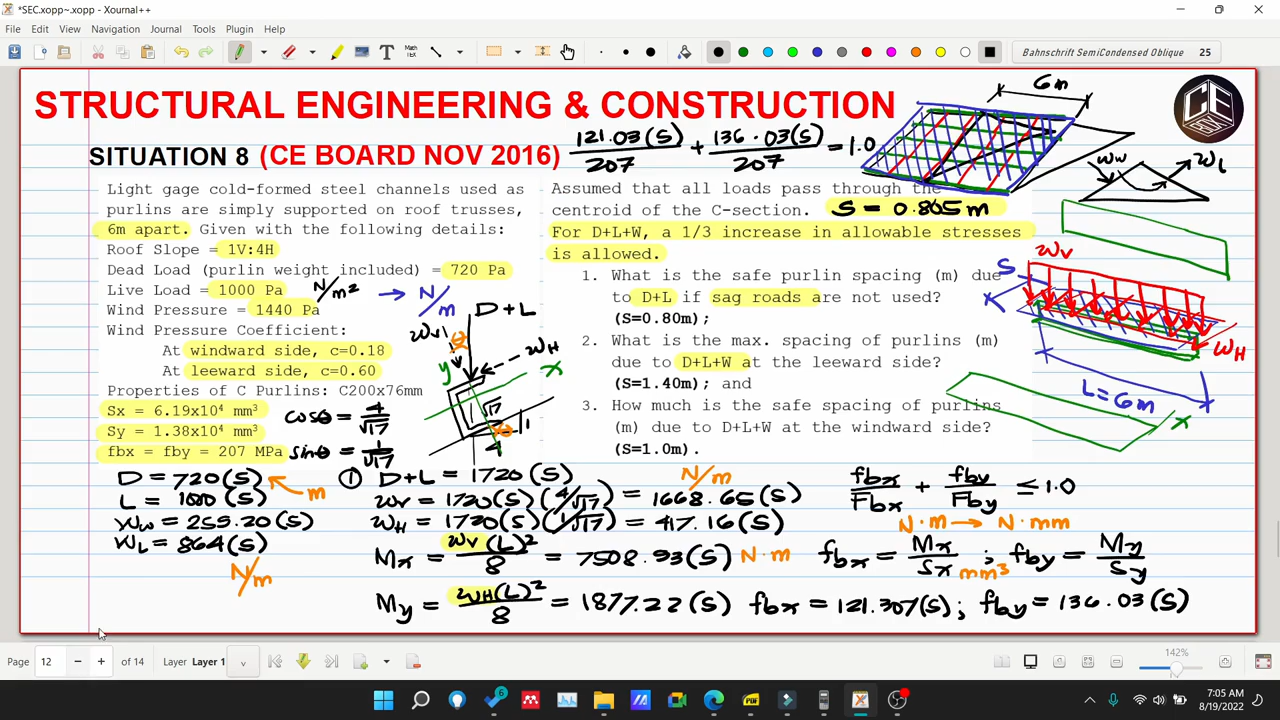 *SEC.xopp~.xopp - Xournal++
File Edit View Navigation Journal Tools Plugin Help
Bahnschrift SemiCondensed Oblique 25
STRUCTURAL ENGINEERING & CONSTRUCTION
SITUATION 8 (CE BOARD NOV 2016)
121.03(S)/207 + 136.03(S)/207 = 1.0
6m
CE
Ww
WL
Light gage cold-formed steel channels used as
purlins are simply supported on roof trusses,
6m apart. Given with the following details:
Roof Slope = 1V:4H
Dead Load (purlin weight included) = 720 Pa
Live Load = 1000 Pa N/m² → N/m
Wind Pressure = 1440 Pa
Wind Pressure Coefficient:
At windward side, c=0.18
At leeward side, c=0.60
Properties of C Purlins: C200x76mm
Sx = 6.19x10⁴ mm³
Sy = 1.38x10⁴ mm³
fbx = fby = 207 MPa
cosθ = 4/√17
sinθ = 1/√17
D+L
WV
θ
WH
y
x
√17
1
4
θ
Assumed that all loads pass through the
centroid of the C-section. S = 0.805m
For D+L+W, a 1/3 increase in allowable stresses
is allowed.
1. What is the safe purlin spacing (m) due
to D+L if sag roads are not used?
(S=0.80m);
2. What is the max. spacing of purlins (m)
due to D+L+W at the leeward side?
(S=1.40m); and
3. How much is the safe spacing of purlins
(m) due to D+L+W at the windward side?
(S=1.0m).
WV
S
WH
L=6m
x
D = 720(S)
L = 1000(S)
Ww = 259.20(S)
WL = 864(S)
m
N/m
① D+L = 1720(S)
N/m
WV = 1720(S)(4/√17) = 1668.65(S)
WH = 1720(S)(1/√17) = 417.16(S)
Mx = WV(L)²/8 = 7508.93(S) N·m
My = WH(L)²/8 = 1877.22(S)
fbx/Fbx + fby/Fby ≤ 1.0
N·m → N·mm
fbx = Mx/Sx ; fby = My/Sy
mm³
fbx = 121.307(S); fby = 136.03(S)
Page 12 of 14 Layer Layer 1 142%
6
7:05 AM
8/19/2022